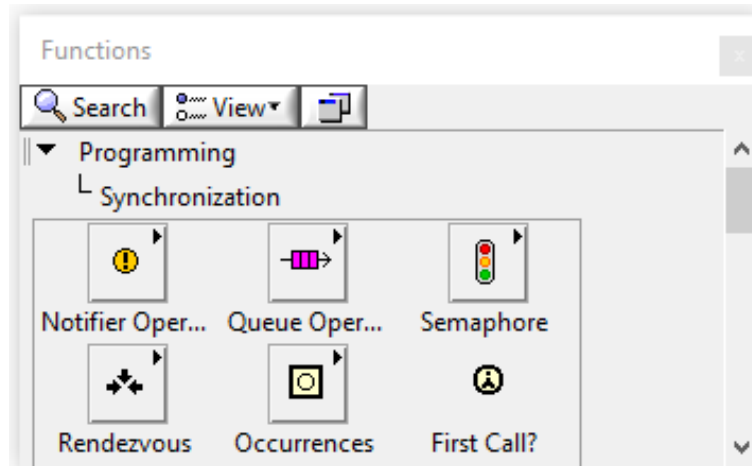 Functions
Search View
Programming
Synchronization
Notifier Oper... Queue Oper... Semaphore
Rendezvous Occurrences First Call?